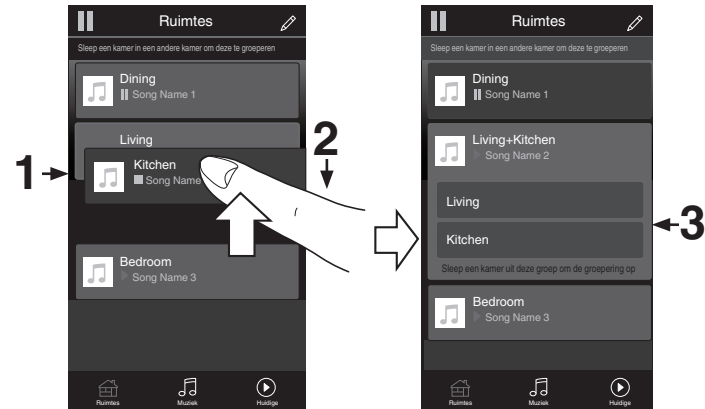 Ruimtes
Sleep een kamer in een andere kamer om deze te groeperen
Dining
Song Name 1
Living
Kitchen
Song Name
Bedroom
Song Name 3
Ruimtes Muziek Huidige
1
2
Ruimtes
Sleep een kamer in een andere kamer om deze te groeperen
Dining
Song Name 1
Living+Kitchen
Song Name 2
Living
Kitchen
Sleep een kamer uit deze groep om de groepering op
Bedroom
Song Name 3
Ruimtes Muziek Huidige
3